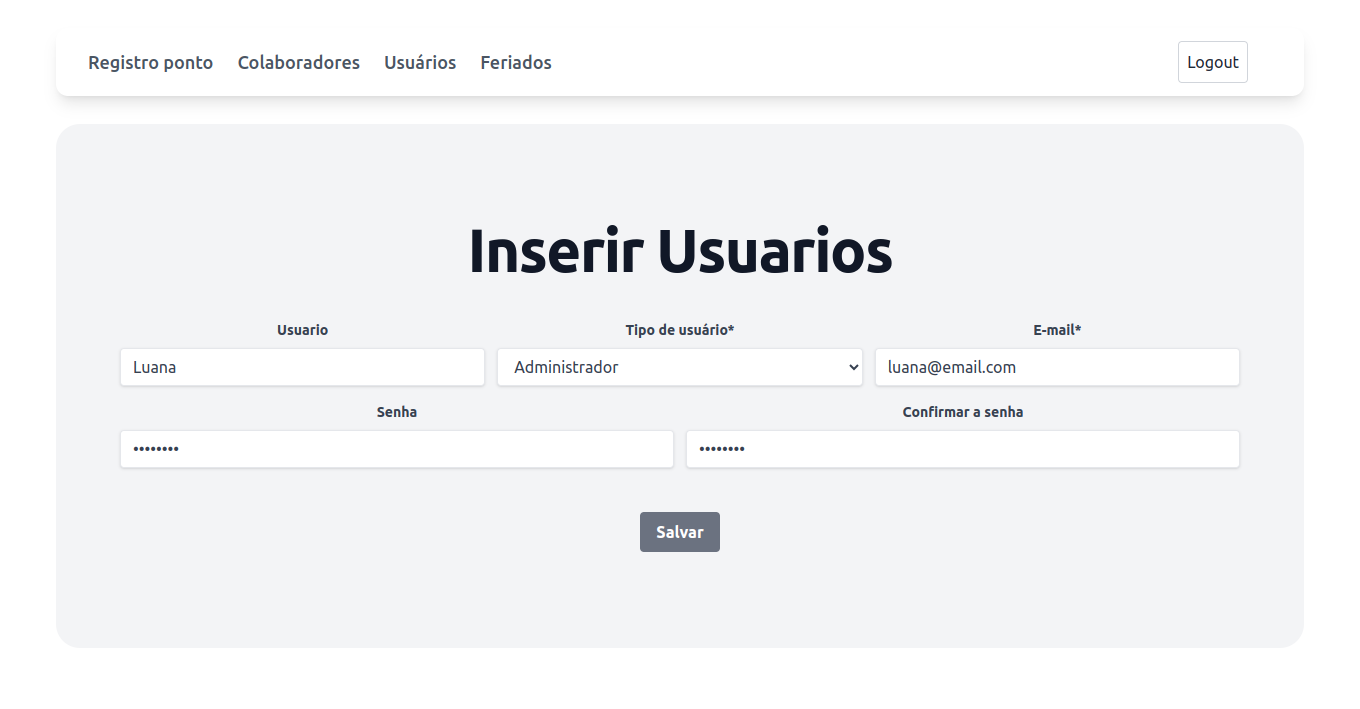 Registro ponto Colaboradores Usuários Feriados Logout
Inserir Usuarios
Usuario Tipo de usuário* E-mail*
Luana Administrador luana@email.com
Senha Confirmar a senha
•••••••• ••••••••
Salvar